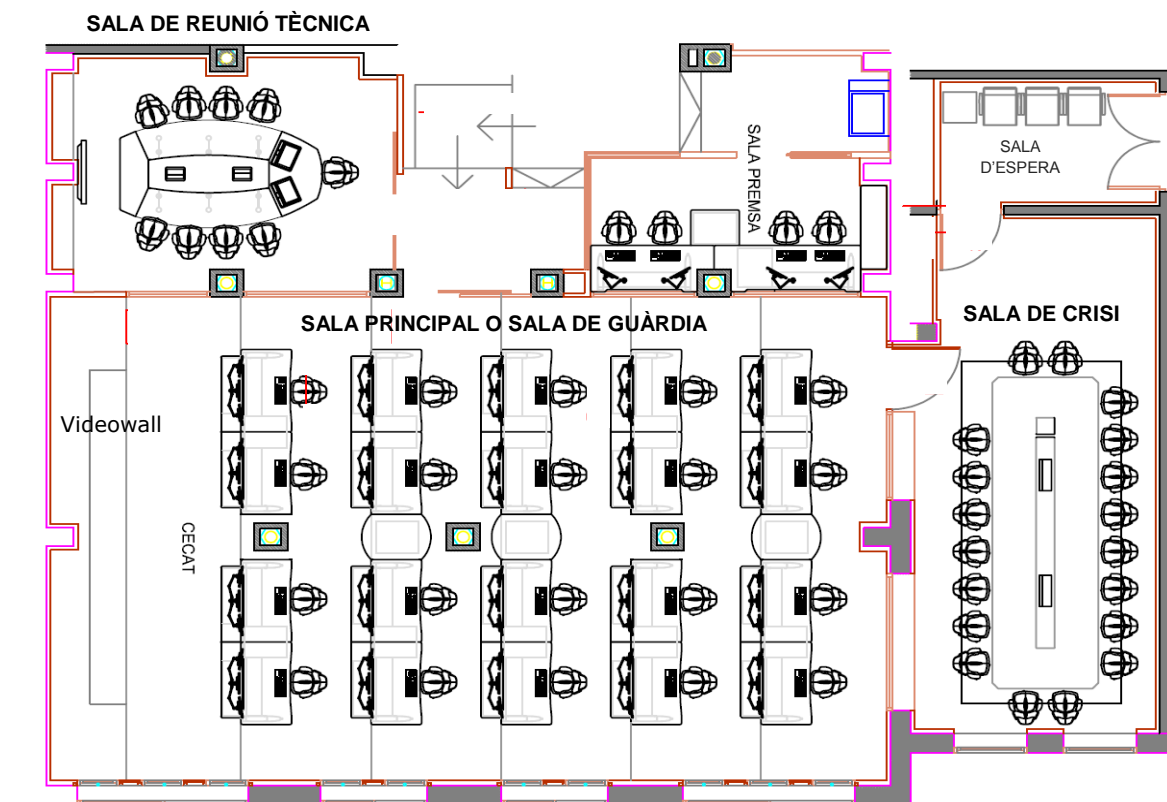 SALA DE REUNIÓ TÈCNICA
SALA PREMSA
SALA
D'ESPERA
SALA PRINCIPAL O SALA DE GUÀRDIA
SALA DE CRISI
Videowall
CECAT